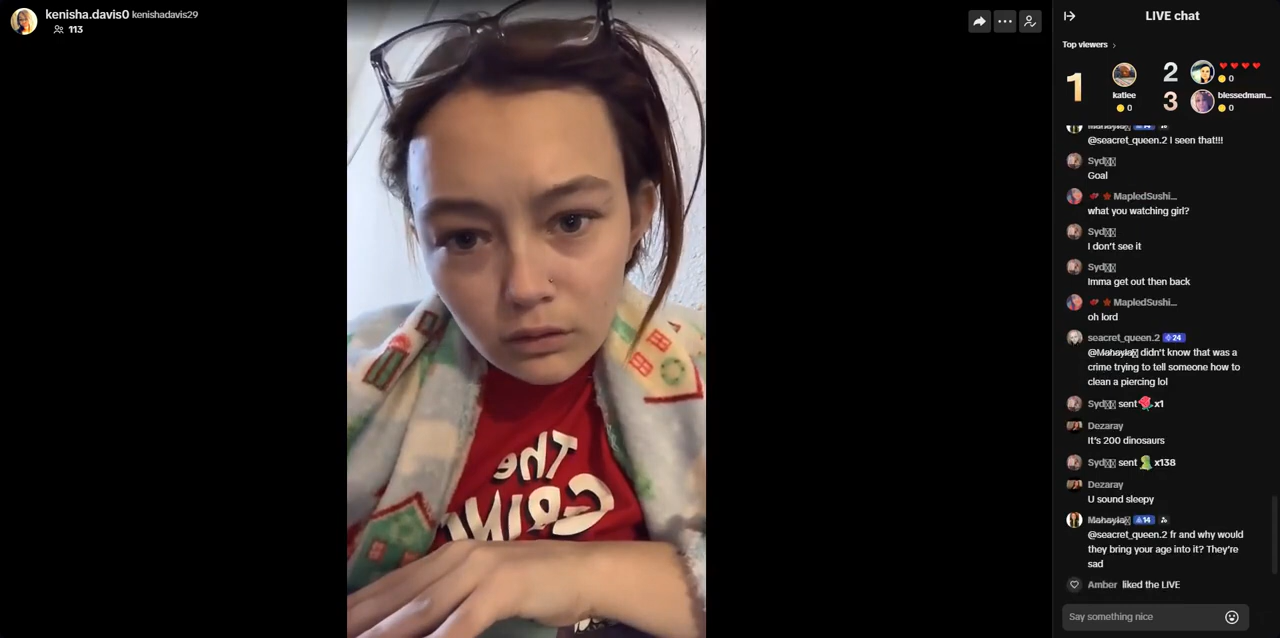 kenisha.davis0 kenishadavis29
113
LIVE chat
Top viewers
1
katlee
0
2
0
3
blessedmam...
0
@seacret_queen.2 I seen that!!!
Syd
Goal
MapledSushi...
what you watching girl?
Syd
I don't see it
Syd
Imma get out then back
MapledSushi...
oh lord
seacret_queen.2 24
@Mahayla didn't know that was a
crime trying to tell someone how to
clean a piercing lol
Syd sent x1
Dezaray
It's 200 dinosaurs
Syd sent x138
Dezaray
U sound sleepy
Mahayla 14
@seacret_queen.2 fr and why would
they bring your age into it? They're
sad
Amber liked the LIVE
Say something nice
The
GRINC